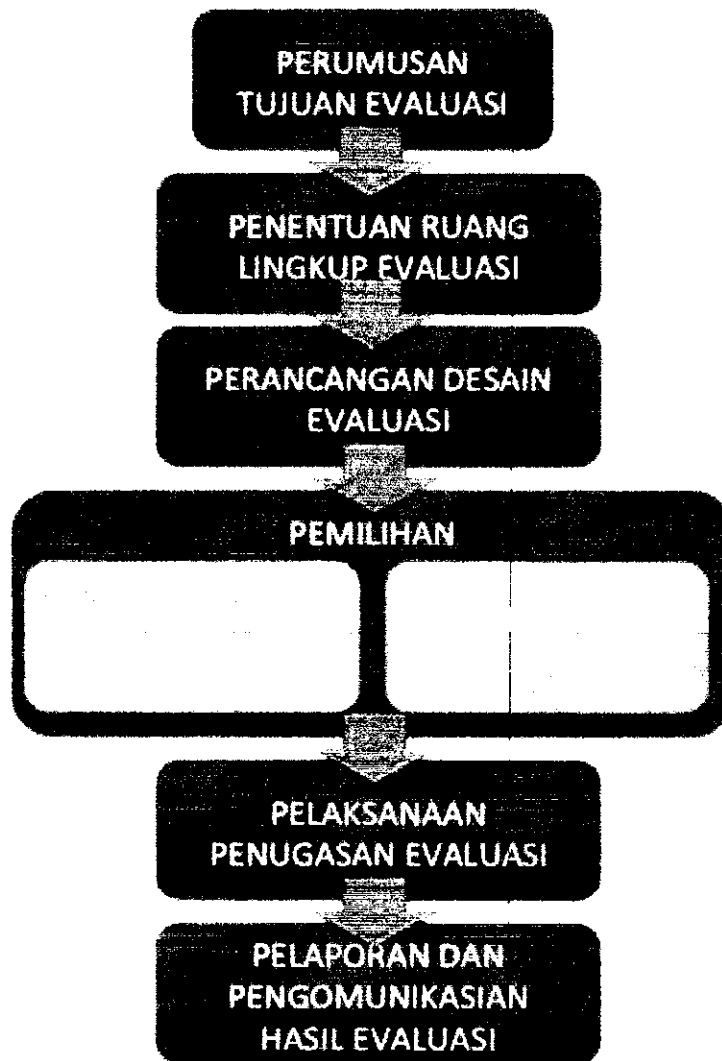 PERUMUSAN
TUJUAN EVALUASI
PENENTUAN RUANG
LINGKUP EVALUASI
PERANCANGAN DESAIN
EVALUASI
PEMILIHAN
PELAKSANAAN
PENUGASAN EVALUASI
PELAPORAN DAN
PENGOMUNIKASIAN
HASIL EVALUASI